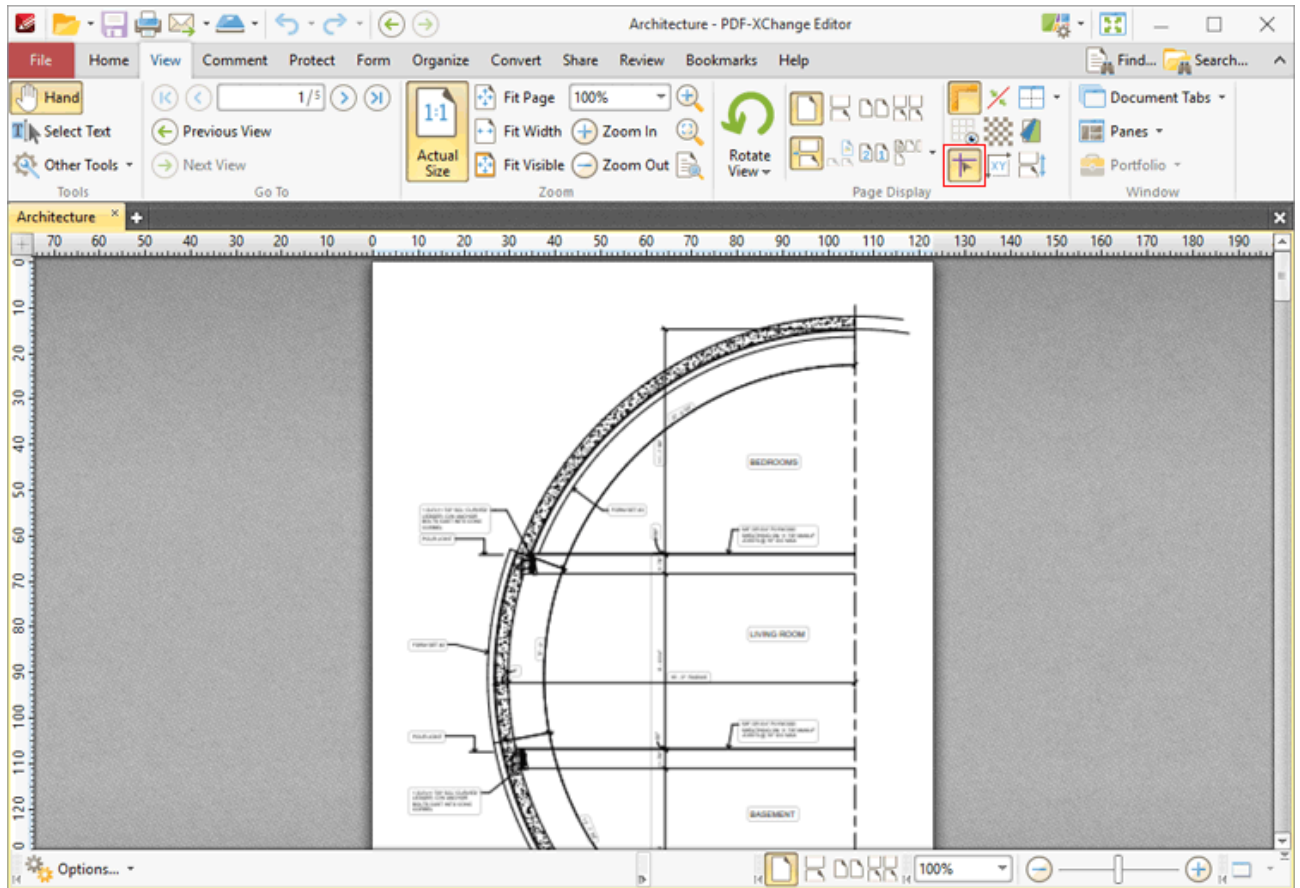 Architecture - PDF-XChange Editor
File Home View Comment Protect Form Organize Convert Share Review Bookmarks Help Find... Search...
Hand
Select Text
Other Tools
Tools
1/5
Previous View
Next View
Go To
1:1
Actual
Size
Fit Page 100%
Fit Width Zoom In
Fit Visible Zoom Out
Zoom
Rotate
View
12
Page Display
XY
Document Tabs
Panes
Portfolio
Window
Architecture
70 60 50 40 30 20 10 0 10 20 30 40 50 60 70 80 90 100 110 120 130 140 150 160 170 180 190
0
10
20
30
40
50
60
70
80
90
100
110
120
BEDROOMS
LIVING ROOM
BASEMENT
Options...
100%